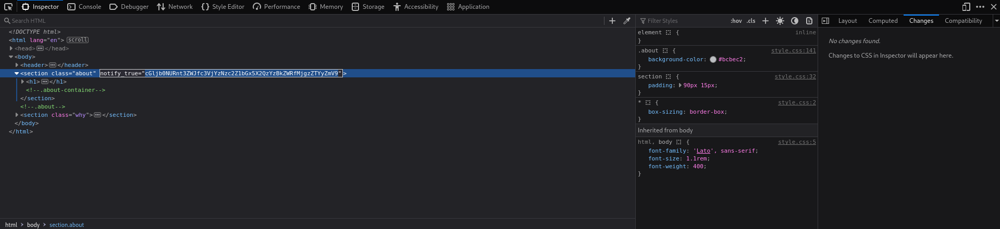 Inspector Console Debugger Network Style Editor Performance Memory Storage Accessibility Application
Search HTML
<!DOCTYPE html>
<html lang="en"> scroll
<head> ••• </head>
<body>
<header> ••• </header>
<section class="about" notify_true="cGljb0NURnt3ZWJfc3VjYzNzc2Z1bGx5X2QzYzBkZWRfMjgzZTYyZmV9">
<h1> ••• </h1>
<!--.about-container-->
</section>
<!--.about-->
<section class="why"> ••• </section>
</body>
</html>
html > body > section.about
Filter Styles :hov .cls
element { inline
}
.about { style.css:141
background-color: #bcbec2;
}
section { style.css:32
padding: 90px 15px;
}
* { style.css:2
box-sizing: border-box;
}
Inherited from body
html, body { style.css:5
font-family: 'Lato', sans-serif;
font-size: 1.1rem;
font-weight: 400;
}
Layout Computed Changes Compatibility
No changes found.
Changes to CSS in Inspector will appear here.